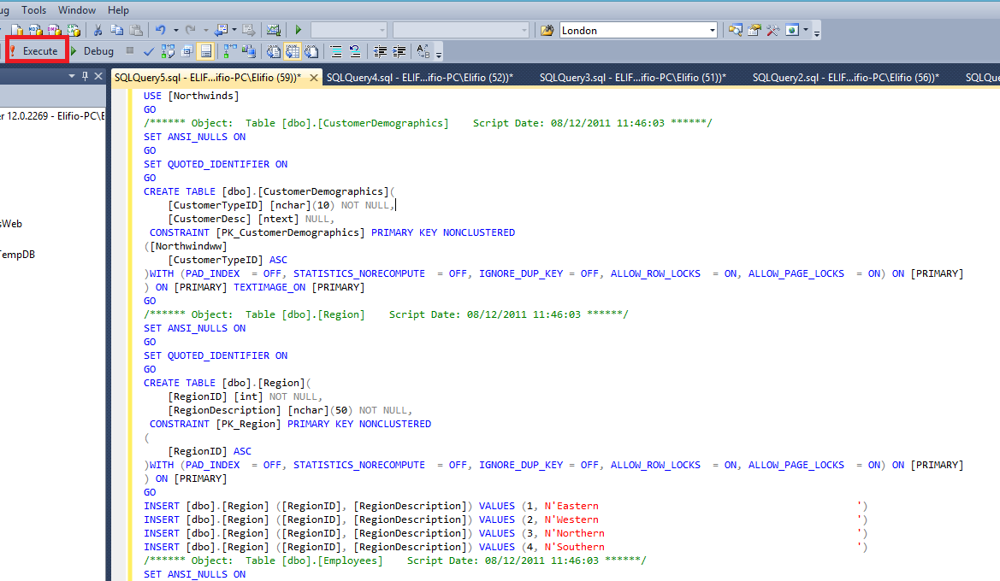 ug Tools Window Help
London
Execute Debug
SQLQuery5.sql - ELIF...ifio-PC\Elifio (59))* SQLQuery4.sql - ELIF...ifio-PC\Elifio (52))* SQLQuery3.sql - ELIF...ifio-PC\Elifio (51))* SQLQuery2.sql - ELIF...ifio-PC\Elifio (56))* SQLQue
er 12.0.2269 - Elifio-PC\E
sWeb
TempDB
USE [Northwinds]
GO
/****** Object:  Table [dbo].[CustomerDemographics]    Script Date: 08/12/2011 11:46:03 ******/
SET ANSI_NULLS ON
GO
SET QUOTED_IDENTIFIER ON
GO
CREATE TABLE [dbo].[CustomerDemographics](
    [CustomerTypeID] [nchar](10) NOT NULL,
    [CustomerDesc] [ntext] NULL,
 CONSTRAINT [PK_CustomerDemographics] PRIMARY KEY NONCLUSTERED
([Northwindww]
    [CustomerTypeID] ASC
)WITH (PAD_INDEX  = OFF, STATISTICS_NORECOMPUTE  = OFF, IGNORE_DUP_KEY = OFF, ALLOW_ROW_LOCKS  = ON, ALLOW_PAGE_LOCKS  = ON) ON [PRIMARY]
) ON [PRIMARY] TEXTIMAGE_ON [PRIMARY]
GO
/****** Object:  Table [dbo].[Region]    Script Date: 08/12/2011 11:46:03 ******/
SET ANSI_NULLS ON
GO
SET QUOTED_IDENTIFIER ON
GO
CREATE TABLE [dbo].[Region](
    [RegionID] [int] NOT NULL,
    [RegionDescription] [nchar](50) NOT NULL,
 CONSTRAINT [PK_Region] PRIMARY KEY NONCLUSTERED
(
    [RegionID] ASC
)WITH (PAD_INDEX  = OFF, STATISTICS_NORECOMPUTE  = OFF, IGNORE_DUP_KEY = OFF, ALLOW_ROW_LOCKS  = ON, ALLOW_PAGE_LOCKS  = ON) ON [PRIMARY]
) ON [PRIMARY]
GO
INSERT [dbo].[Region] ([RegionID], [RegionDescription]) VALUES (1, N'Eastern                                           ')
INSERT [dbo].[Region] ([RegionID], [RegionDescription]) VALUES (2, N'Western                                           ')
INSERT [dbo].[Region] ([RegionID], [RegionDescription]) VALUES (3, N'Northern                                          ')
INSERT [dbo].[Region] ([RegionID], [RegionDescription]) VALUES (4, N'Southern                                          ')
/****** Object:  Table [dbo].[Employees]    Script Date: 08/12/2011 11:46:03 ******/
SET ANSI_NULLS ON